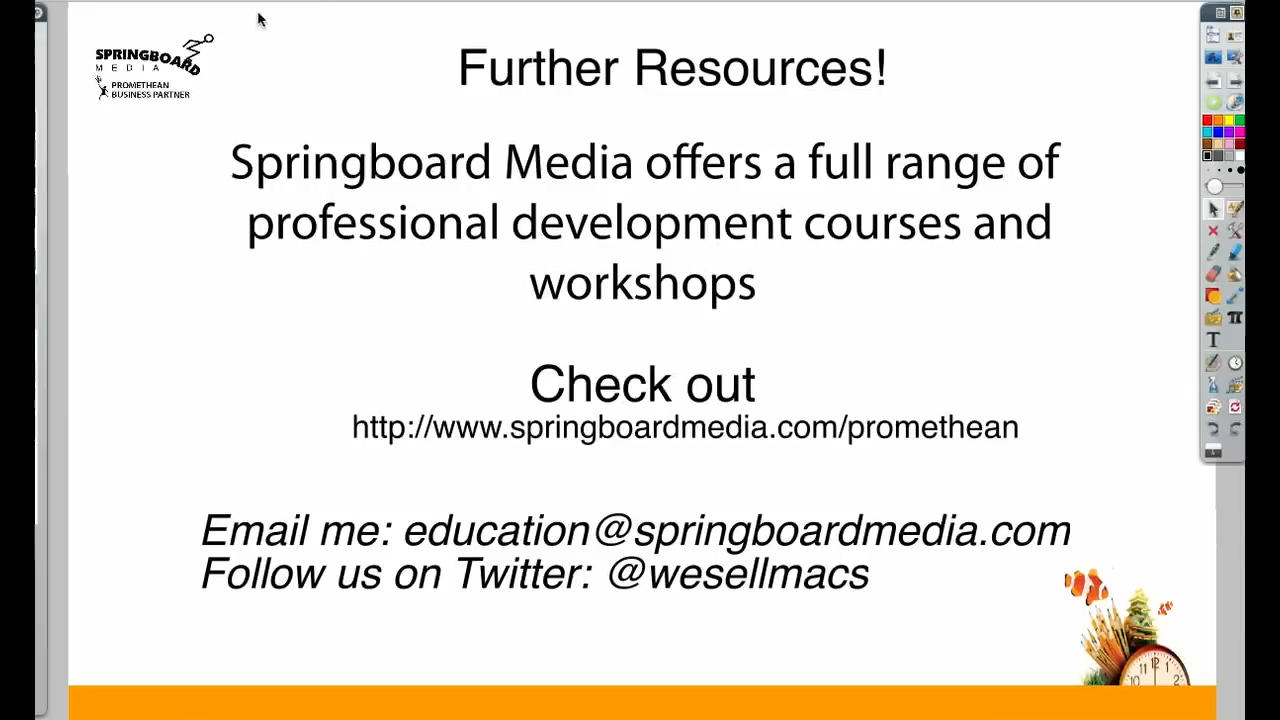 SPRINGBOARD
MEDIA
PROMETHEAN
BUSINESS PARTNER
Further Resources!
Springboard Media offers a full range of
professional development courses and
workshops
Check out
http://www.springboardmedia.com/promethean
Email me: education@springboardmedia.com
Follow us on Twitter: @wesellmacs